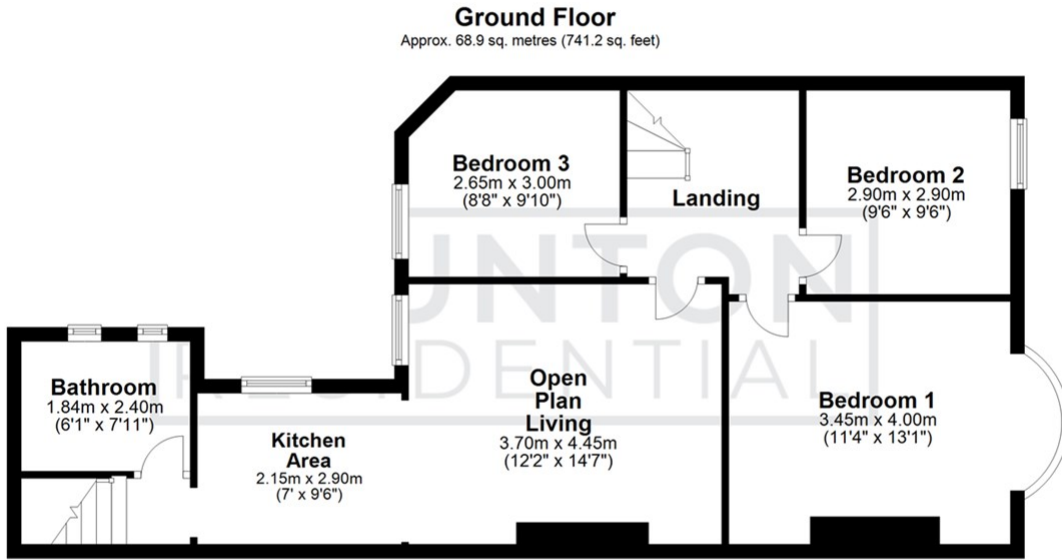 Ground Floor
Approx. 68.9 sq. metres (741.2 sq. feet)
Bedroom 3
2.65m x 3.00m
(8'8" x 9'10")
Landing
Bedroom 2
2.90m x 2.90m
(9'6" x 9'6")
Bathroom
1.84m x 2.40m
(6'1" x 7'11")
Kitchen
Area
2.15m x 2.90m
(7' x 9'6")
Open
Plan
Living
3.70m x 4.45m
(12'2" x 14'7")
Bedroom 1
3.45m x 4.00m
(11'4" x 13'1")